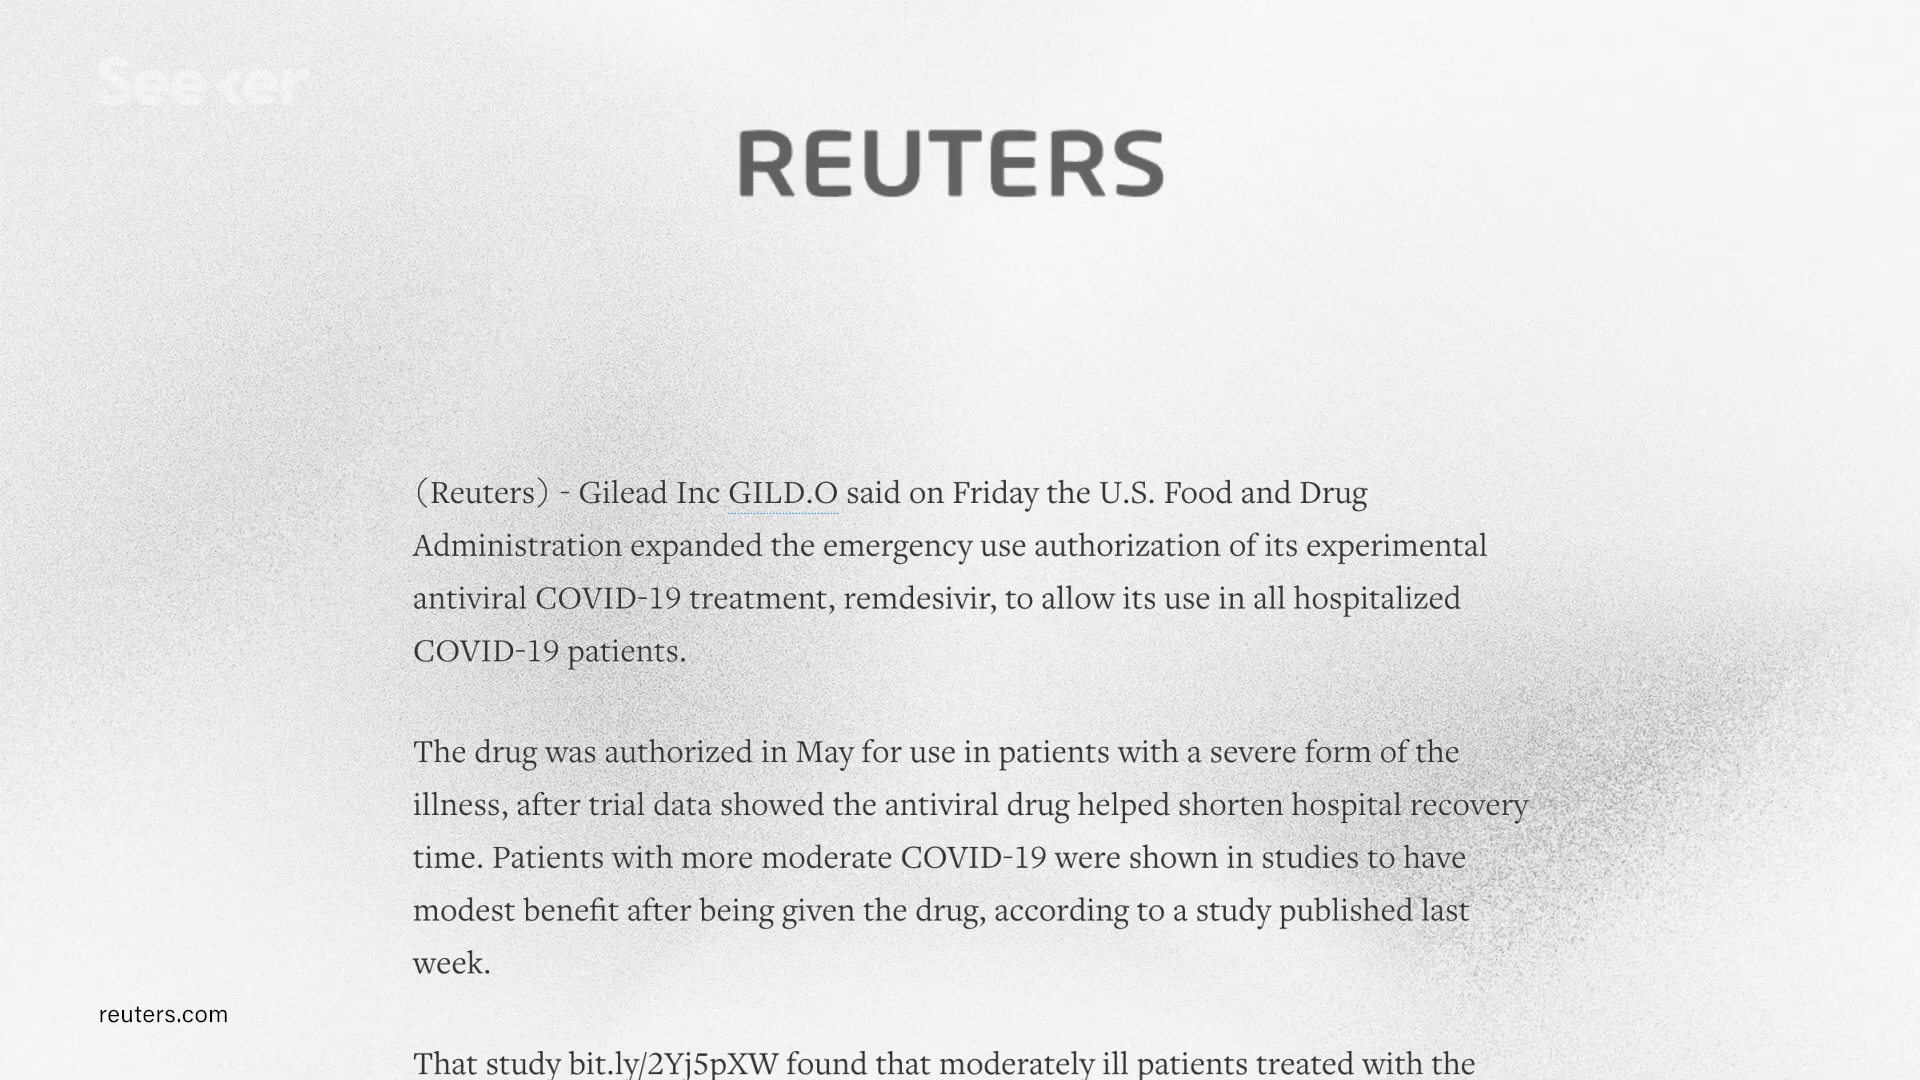 Seeker
REUTERS
(Reuters) - Gilead Inc GILD.O said on Friday the U.S. Food and Drug
Administration expanded the emergency use authorization of its experimental
antiviral COVID-19 treatment, remdesivir, to allow its use in all hospitalized
COVID-19 patients.
The drug was authorized in May for use in patients with a severe form of the
illness, after trial data showed the antiviral drug helped shorten hospital recovery
time. Patients with more moderate COVID-19 were shown in studies to have
modest benefit after being given the drug, according to a study published last
week.
reuters.com
That study bit.ly/2Yj5pXW found that moderately ill patients treated with the